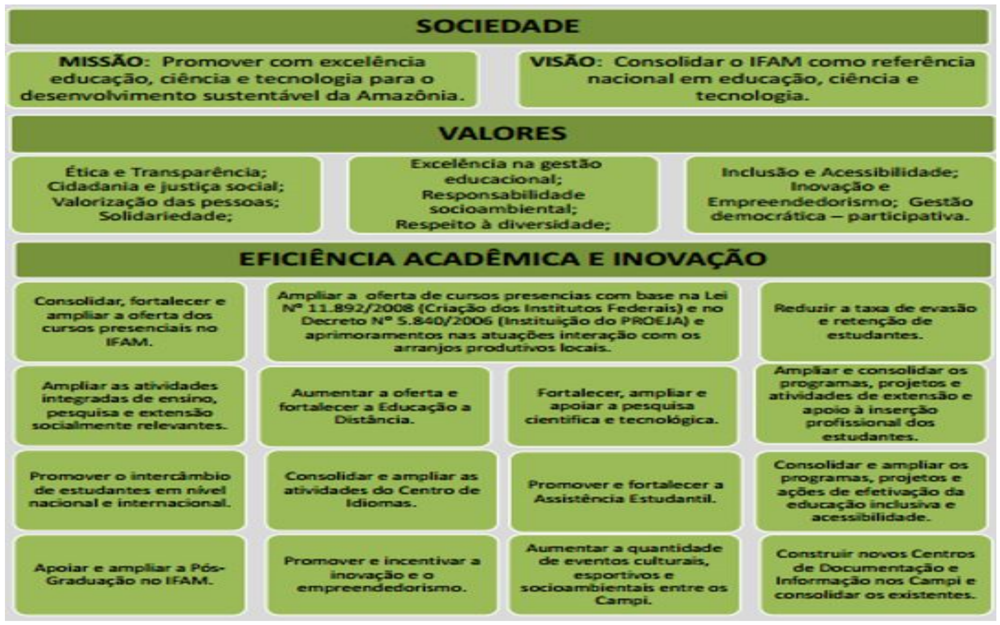 SOCIEDADE
MISSÃO: Promover com excelência
educação, ciência e tecnologia para o
desenvolvimento sustentável da Amazônia.
VISÃO: Consolidar o IFAM como referência
nacional em educação, ciência e
tecnologia.
VALORES
Ética e Transparência;
Cidadania e justiça social;
Valorização das pessoas;
Solidariedade;
Excelência na gestão
educacional;
Responsabilidade
socioambiental;
Respeito à diversidade;
Inclusão e Acessibilidade;
Inovação e
Empreendedorismo; Gestão
democrática – participativa.
EFICIÊNCIA ACADÊMICA E INOVAÇÃO
Consolidar, fortalecer e
ampliar a oferta dos
cursos presenciais no
IFAM.
Ampliar a oferta de cursos presencias com base na Lei
Nº 11.892/2008 (Criação dos Institutos Federais) e no
Decreto Nº 5.840/2006 (Instituição do PROEJA) e
aprimoramentos nas atuações interação com os
arranjos produtivos locais.
Reduzir a taxa de evasão
e retenção de
estudantes.
Ampliar as atividades
integradas de ensino,
pesquisa e extensão
socialmente relevantes.
Aumentar a oferta e
fortalecer a Educação a
Distância.
Fortalecer, ampliar e
apoiar a pesquisa
cientifica e tecnológica.
Ampliar e consolidar os
programas, projetos e
atividades de extensão e
apoio à inserção
profissional dos
estudantes.
Promover o intercâmbio
de estudantes em nível
nacional e internacional.
Consolidar e ampliar as
atividades do Centro de
Idiomas.
Promover e fortalecer a
Assistência Estudantil.
Consolidar e ampliar os
programas, projetos e
ações de efetivação da
educação inclusiva e
acessibilidade.
Apoiar e ampliar a Pós-
Graduação no IFAM.
Promover e incentivar a
inovação e o
empreendedorismo.
Aumentar a quantidade
de eventos culturais,
esportivos e
socioambientais entre os
Campi.
Construir novos Centros
de Documentação e
Informação nos Campi e
consolidar os existentes.